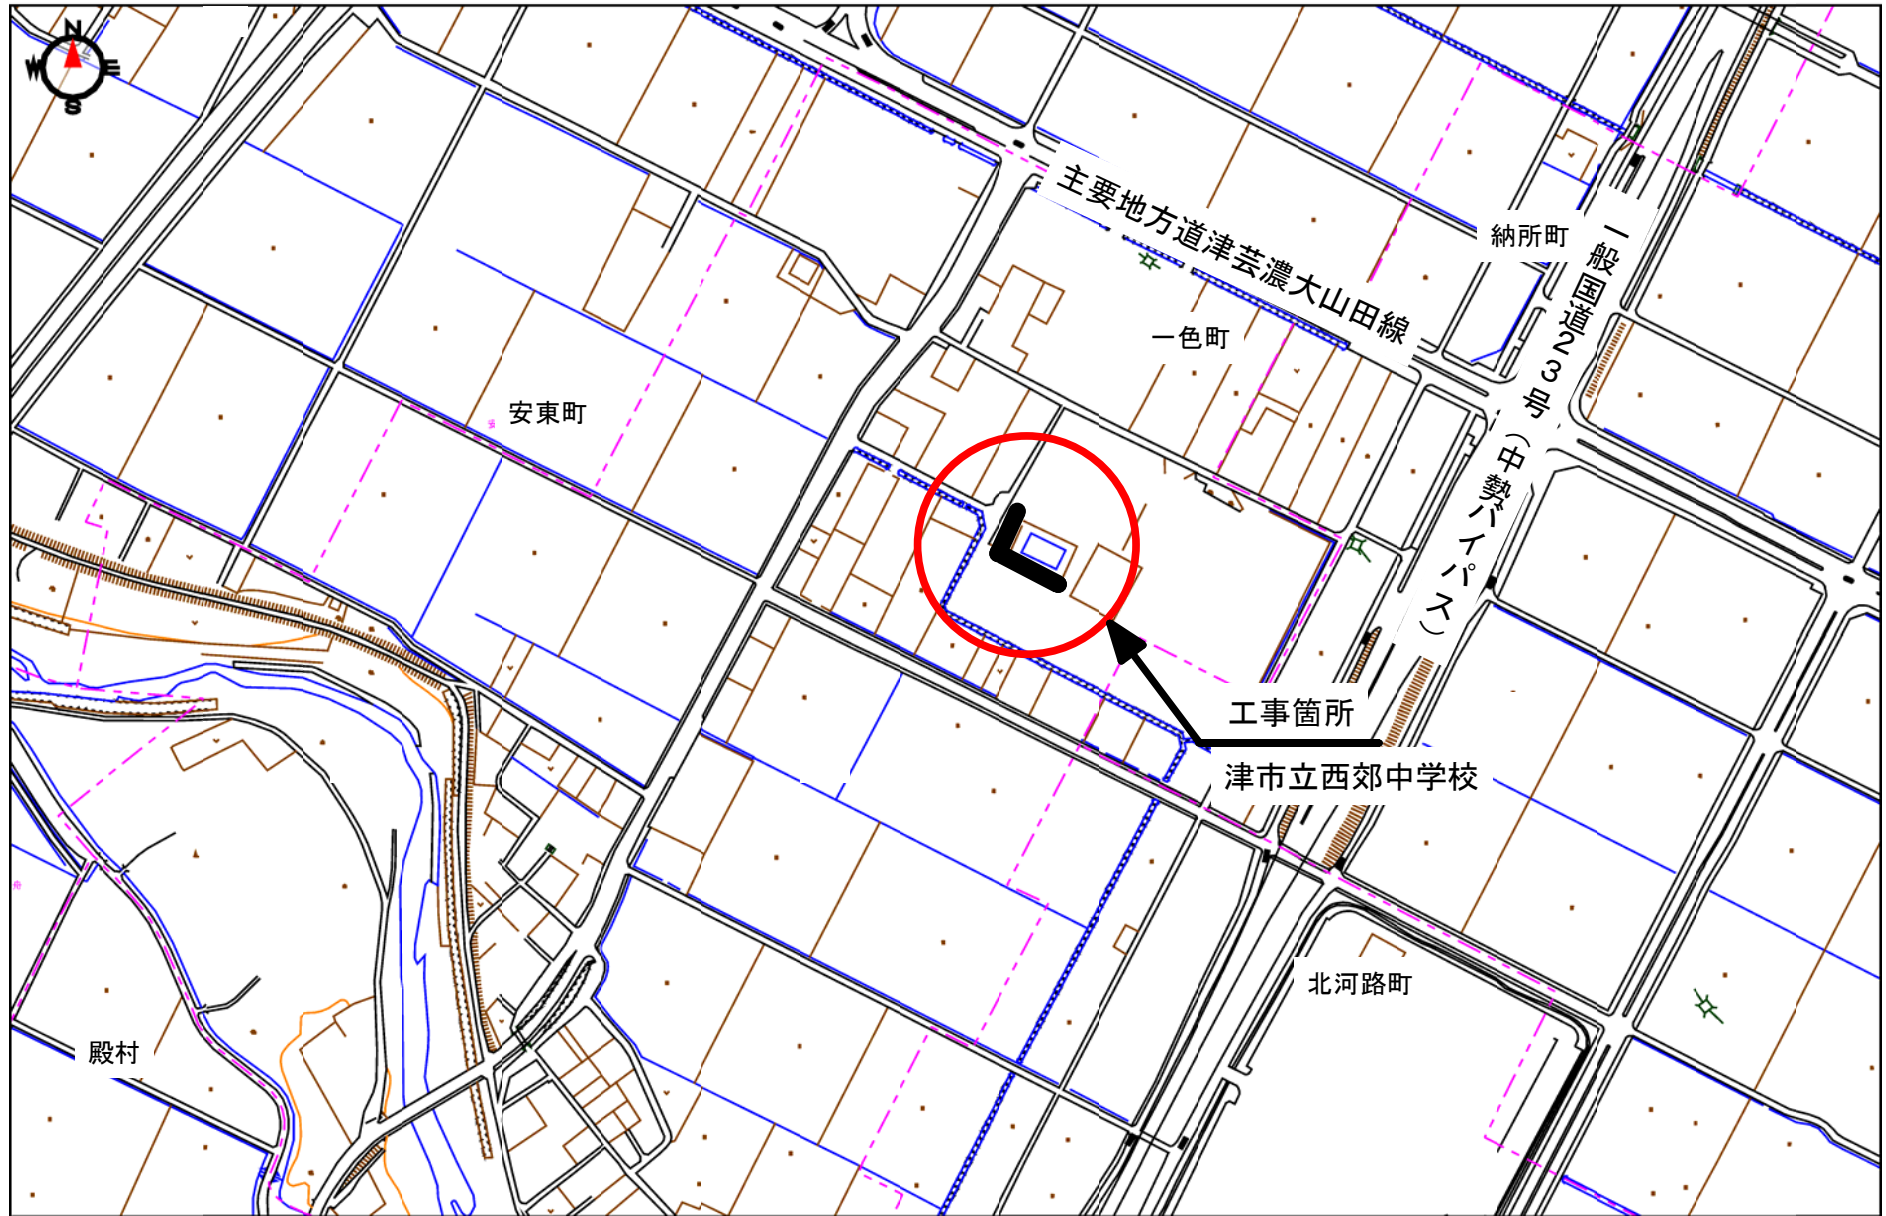 N
W E
S
主要地方道津芸濃大山田線
納所町
一般国道23号（中勢バイパス）
一色町
安東町
工事箇所
津市立西郊中学校
北河路町
殿村